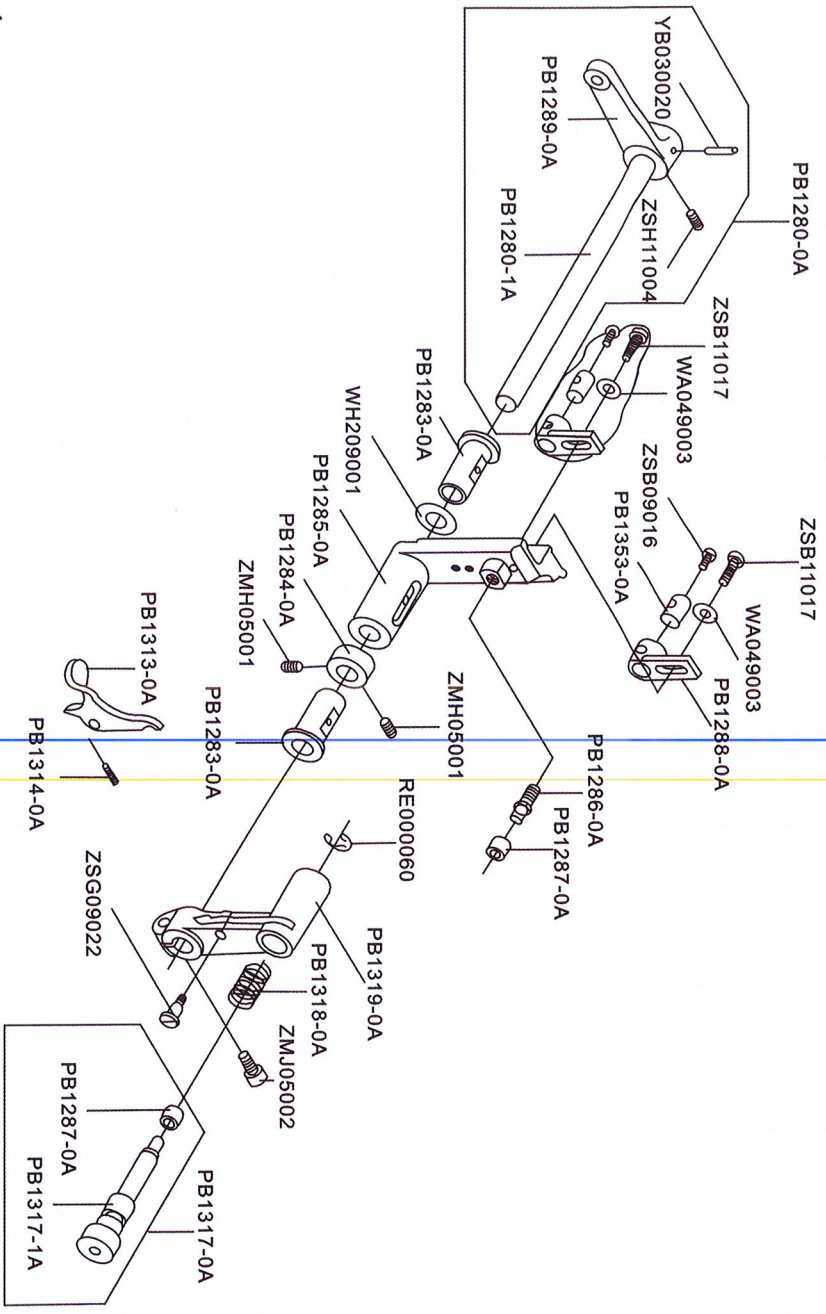 YB030020
PB1289-0A
PB1280-0A
ZSH11004
PB1280-1A
ZSB11017
WA049003
PB1283-0A
WH209001
PB1285-0A
PB1284-0A
ZMH05001
ZSB09016
PB1353-0A
ZSB11017
WA049003
PB1288-0A
PB1313-0A
PB1314-0A
PB1283-0A
ZMH05001
PB1286-0A
PB1287-0A
RE000060
ZSG09022
PB1319-0A
PB1318-0A
ZMJ05002
PB1287-0A
PB1317-0A
PB1317-1A